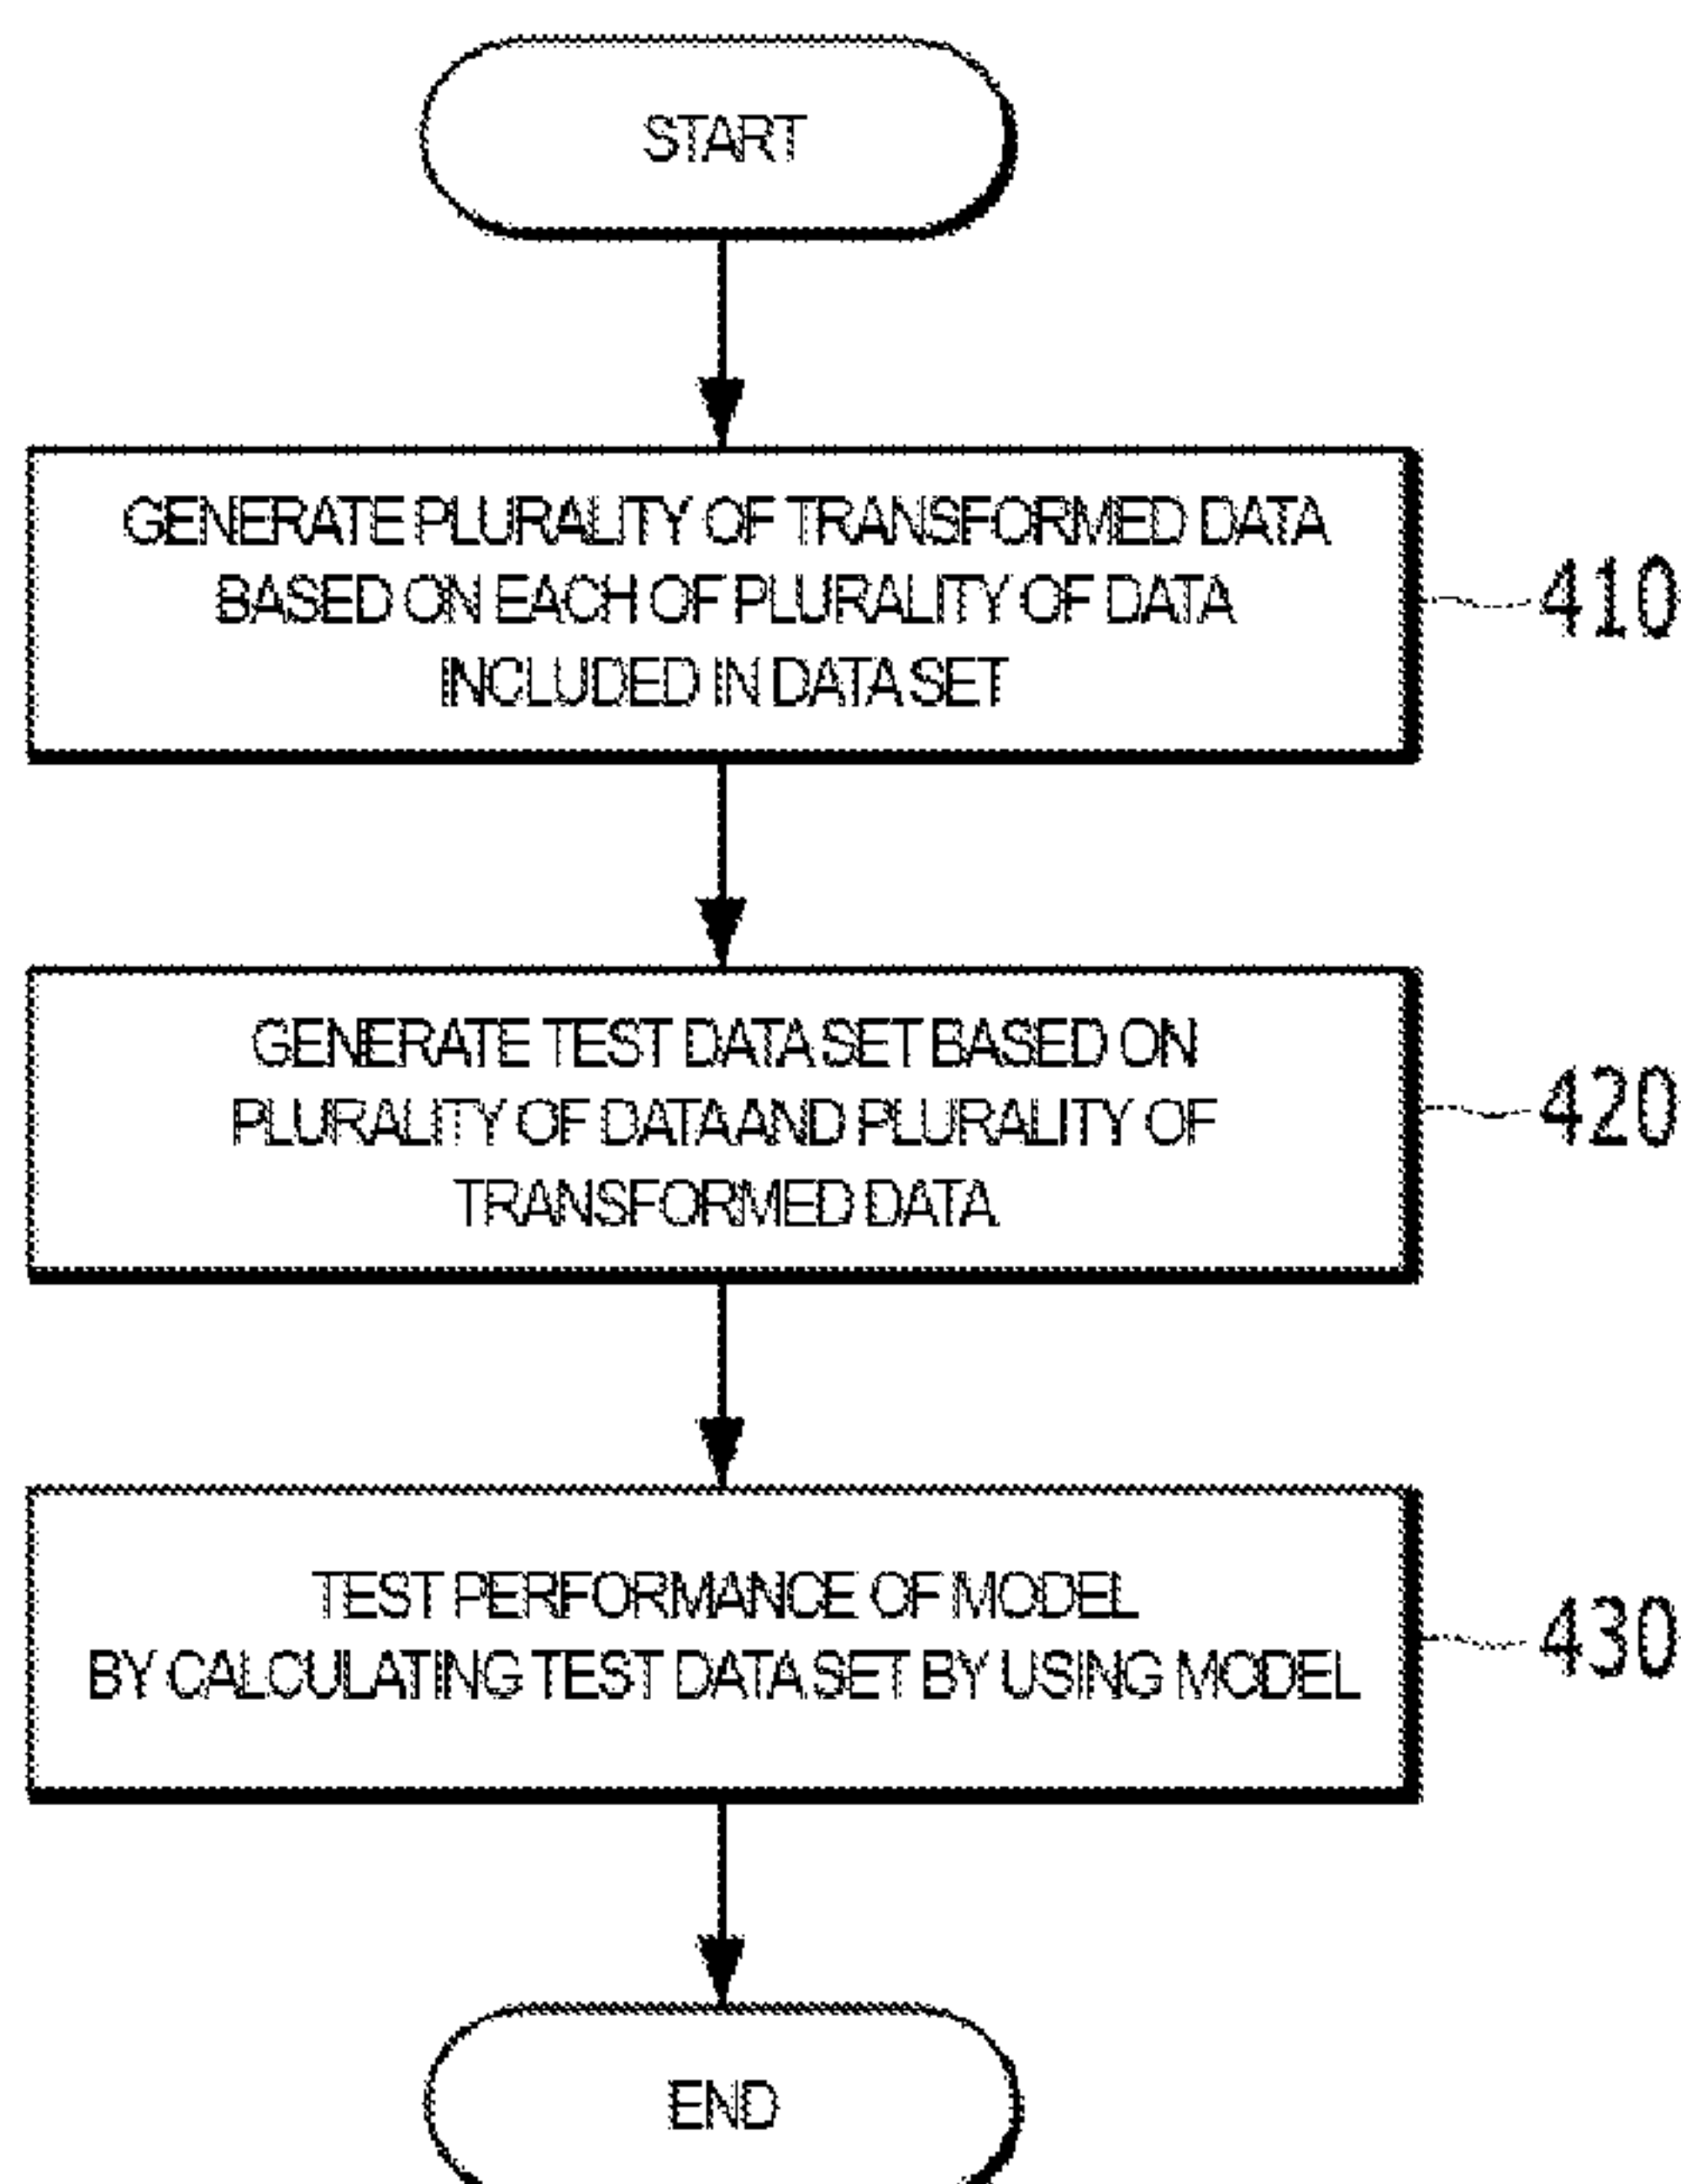 START
GENERATE PLURALITY OF TRANSFORMED DATA
BASED ON EACH OF PLURALITY OF DATA
INCLUDED IN DATA SET
410
GENERATE TEST DATA SET BASED ON
PLURALITY OF DATA AND PLURALITY OF
TRANSFORMED DATA
420
TEST PERFORMANCE OF MODEL
BY CALCULATING TEST DATA SET BY USING MODEL
430
END